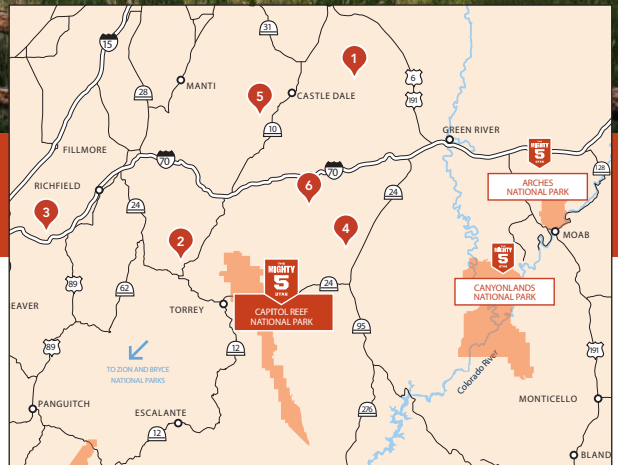 31
15
1
6
MANTI
28
5
CASTLE DALE
191
10
GREEN RIVER
FILLMORE
70
THE
MIGHTY
5
UTAH
70
128
RICHFIELD
6
ARCHES
NATIONAL PARK
24
24
3
4
MOAB
2
THE
MIGHTY
5
UTAH
THE
MIGHTY
5
UTAH
89
62
24
CANYONLANDS
NATIONAL PARK
EAVER
TORREY
CAPITOL REEF
NATIONAL PARK
95
89
12
191
TO ZION AND BRYCE
NATIONAL PARKS
Colorado River
PANGUITCH
ESCALANTE
276
MONTICELLO
12
BLAND